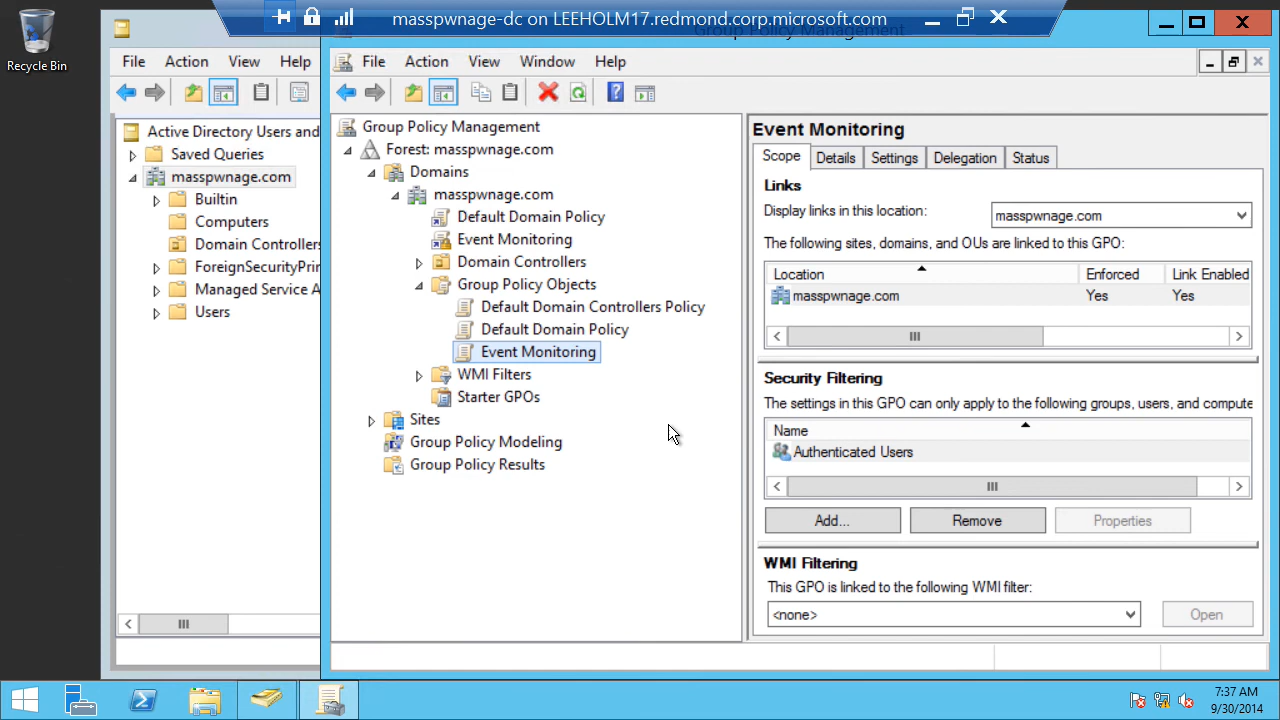 masspwnage-dc on LEEHOLM17.redmond.corp.microsoft.com
Group Policy Management
Recycle Bin
File Action View Help
Active Directory Users and
Saved Queries
masspwnage.com
Builtin
Computers
Domain Controllers
ForeignSecurityPrin
Managed Service A
Users
File Action View Window Help
Group Policy Management
Forest: masspwnage.com
Domains
masspwnage.com
Default Domain Policy
Event Monitoring
Domain Controllers
Group Policy Objects
Default Domain Controllers Policy
Default Domain Policy
Event Monitoring
WMI Filters
Starter GPOs
Sites
Group Policy Modeling
Group Policy Results
Event Monitoring
Scope Details Settings Delegation Status
Links
Display links in this location: masspwnage.com
The following sites, domains, and OUs are linked to this GPO:
Location Enforced Link Enabled
masspwnage.com Yes Yes
Security Filtering
The settings in this GPO can only apply to the following groups, users, and compute
Name
Authenticated Users
Add... Remove Properties
WMI Filtering
This GPO is linked to the following WMI filter:
<none> Open
7:37 AM
9/30/2014